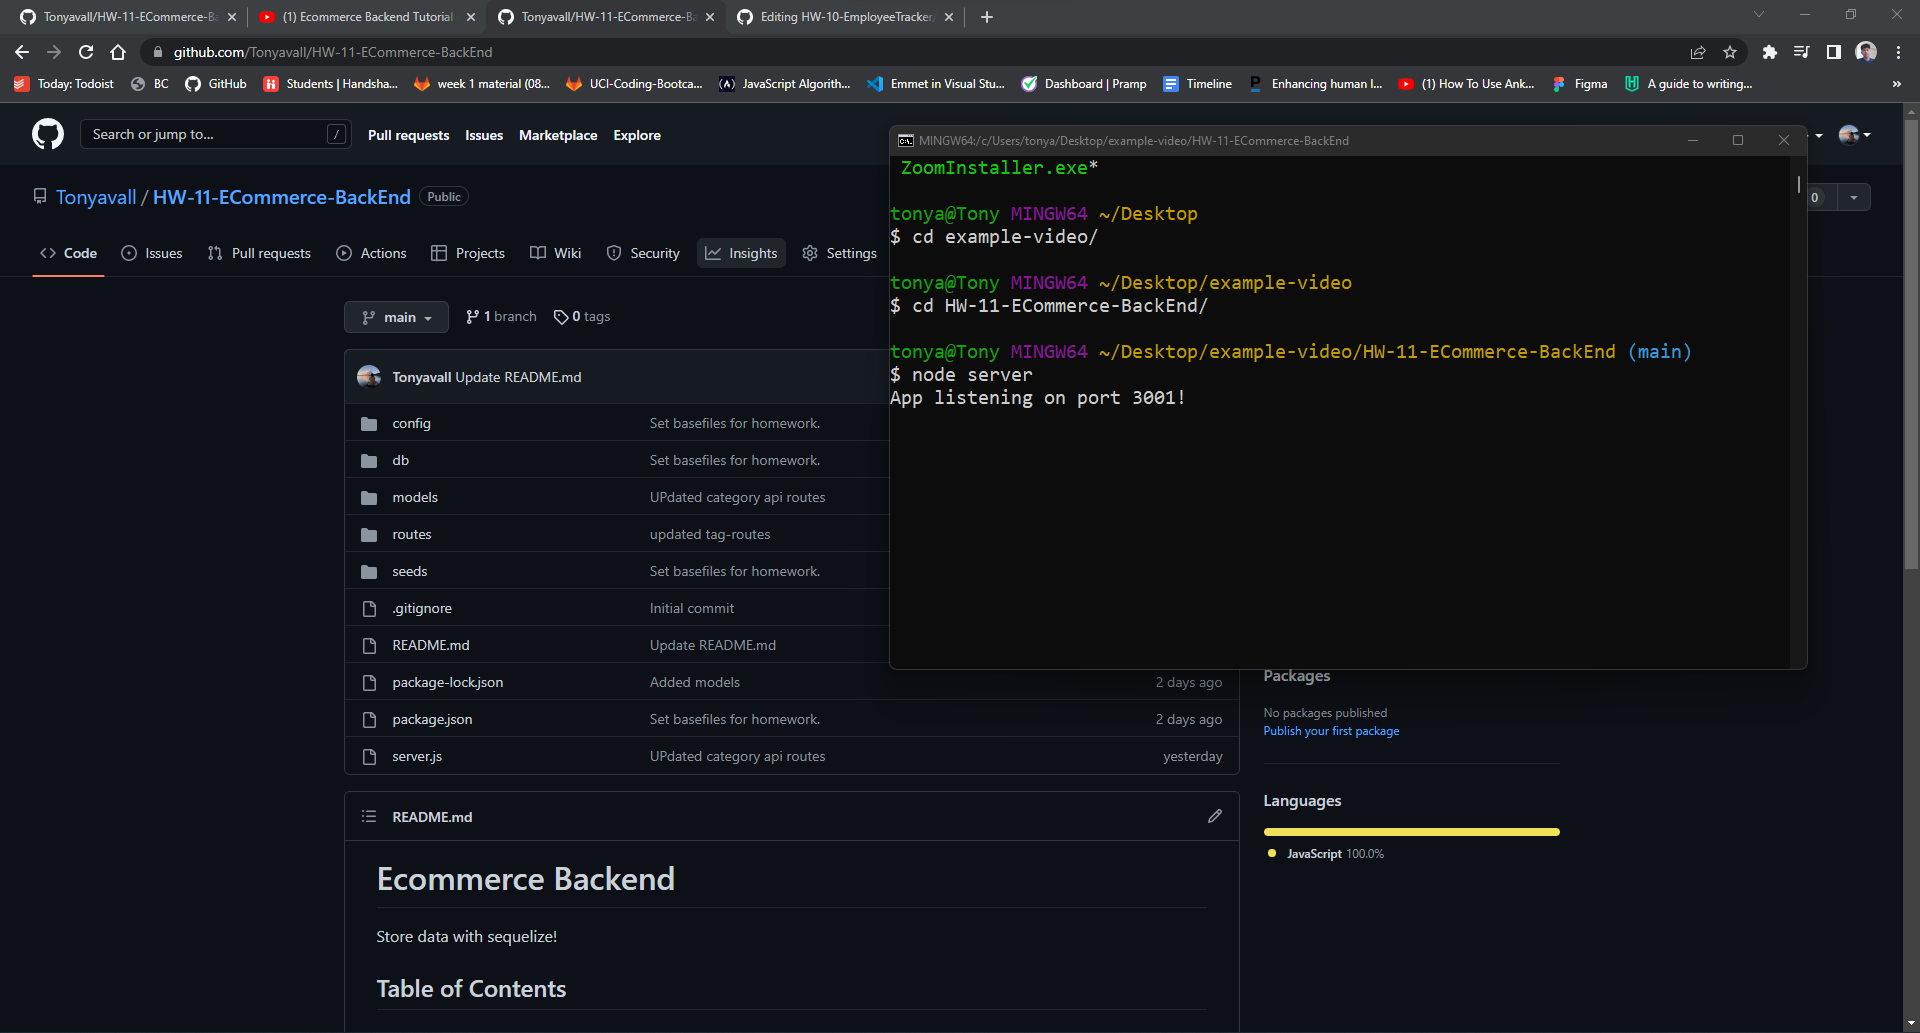 Tonyavall/HW-11-ECommerce-Ba
(1) Ecommerce Backend Tutorial
Tonyavall/HW-11-ECommerce-Ba
Editing HW-10-EmployeeTracker
github.com/Tonyavall/HW-11-ECommerce-BackEnd
Today: Todoist
BC
GitHub
Students | Handsha...
week 1 material (08...
UCI-Coding-Bootca...
JavaScript Algorith...
Emmet in Visual Stu...
Dashboard | Pramp
Timeline
Enhancing human I...
(1) How To Use Ank...
Figma
A guide to writing...
»
Search or jump to...
/
Pull requests
Issues
Marketplace
Explore
Tonyavall / HW-11-ECommerce-BackEnd
Public
0
Code
Issues
Pull requests
Actions
Projects
Wiki
Security
Insights
Settings
main
1 branch
0 tags
Tonyavall Update README.md
config Set basefiles for homework.
db Set basefiles for homework.
models UPdated category api routes
routes updated tag-routes
seeds Set basefiles for homework.
.gitignore Initial commit
README.md Update README.md
package-lock.json Added models 2 days ago
package.json Set basefiles for homework. 2 days ago
server.js UPdated category api routes yesterday
README.md
Ecommerce Backend
Store data with sequelize!
Table of Contents
MINGW64:/c/Users/tonya/Desktop/example-video/HW-11-ECommerce-BackEnd
ZoomInstaller.exe*
tonya@Tony MINGW64 ~/Desktop
$ cd example-video/
tonya@Tony MINGW64 ~/Desktop/example-video
$ cd HW-11-ECommerce-BackEnd/
tonya@Tony MINGW64 ~/Desktop/example-video/HW-11-ECommerce-BackEnd (main)
$ node server
App listening on port 3001!
Packages
No packages published
Publish your first package
Languages
JavaScript 100.0%